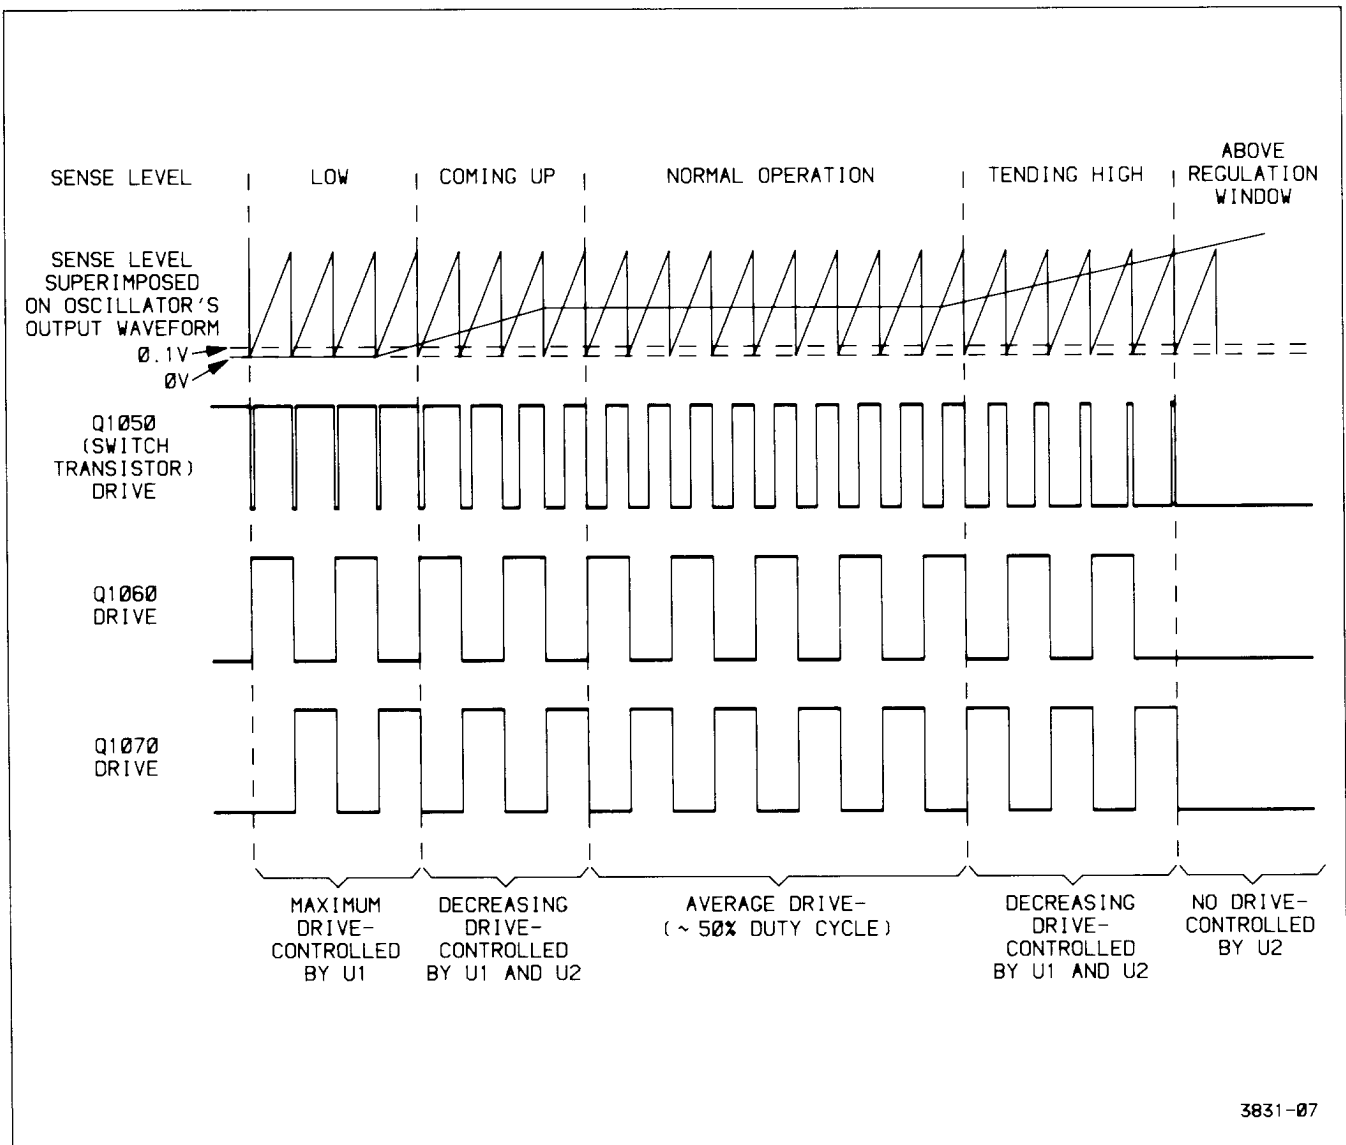 SENSE LEVEL
LOW
COMING UP
NORMAL OPERATION
TENDING HIGH
ABOVE
REGULATION
WINDOW
SENSE LEVEL
SUPERIMPOSED
ON OSCILLATOR'S
OUTPUT WAVEFORM
0.1V
0V
Q1050
(SWITCH
TRANSISTOR)
DRIVE
Q1060
DRIVE
Q1070
DRIVE
MAXIMUM
DRIVE-
CONTROLLED
BY U1
DECREASING
DRIVE-
CONTROLLED
BY U1 AND U2
AVERAGE DRIVE-
(~50% DUTY CYCLE)
DECREASING
DRIVE-
CONTROLLED
BY U1 AND U2
NO DRIVE-
CONTROLLED
BY U2
3831-07